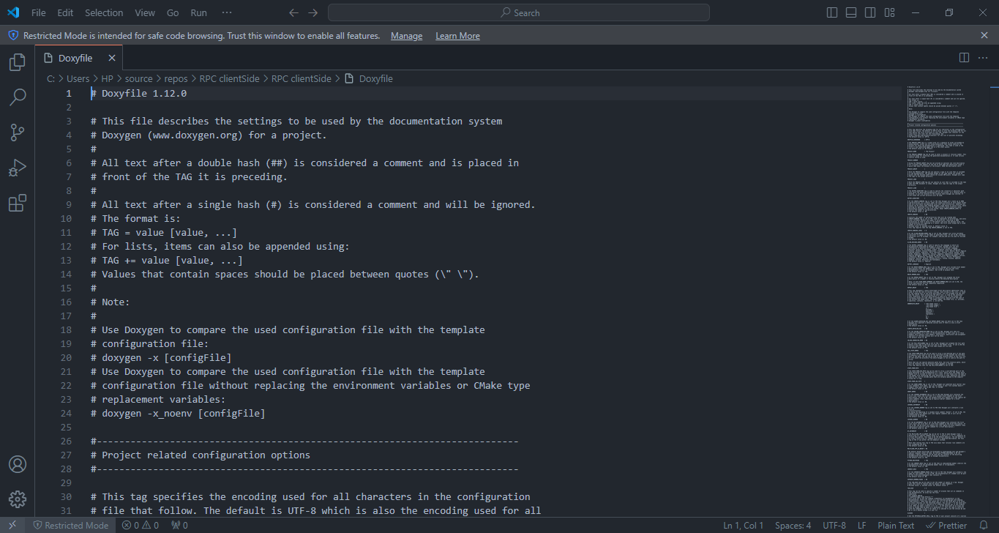 File Edit Selection View Go Run ··· Search
Restricted Mode is intended for safe code browsing. Trust this window to enable all features. Manage Learn More
Doxyfile
C: > Users > HP > source > repos > RPC clientSide > RPC clientSide > Doxyfile
1 # Doxyfile 1.12.0
2
3 # This file describes the settings to be used by the documentation system
4 # Doxygen (www.doxygen.org) for a project.
5 #
6 # All text after a double hash (##) is considered a comment and is placed in
7 # front of the TAG it is preceding.
8 #
9 # All text after a single hash (#) is considered a comment and will be ignored.
10 # The format is:
11 # TAG = value [value, ...]
12 # For lists, items can also be appended using:
13 # TAG += value [value, ...]
14 # Values that contain spaces should be placed between quotes (\" \").
15 #
16 # Note:
17 #
18 # Use Doxygen to compare the used configuration file with the template
19 # configuration file:
20 # doxygen -x [configFile]
21 # Use Doxygen to compare the used configuration file with the template
22 # configuration file without replacing the environment variables or CMake type
23 # replacement variables:
24 # doxygen -x_noenv [configFile]
25
26 #---------------------------------------------------------------------------
27 # Project related configuration options
28 #---------------------------------------------------------------------------
29
30 # This tag specifies the encoding used for all characters in the configuration
31 # file that follow. The default is UTF-8 which is also the encoding used for all
Restricted Mode 0 0 0 Ln 1, Col 1 Spaces: 4 UTF-8 LF Plain Text Prettier